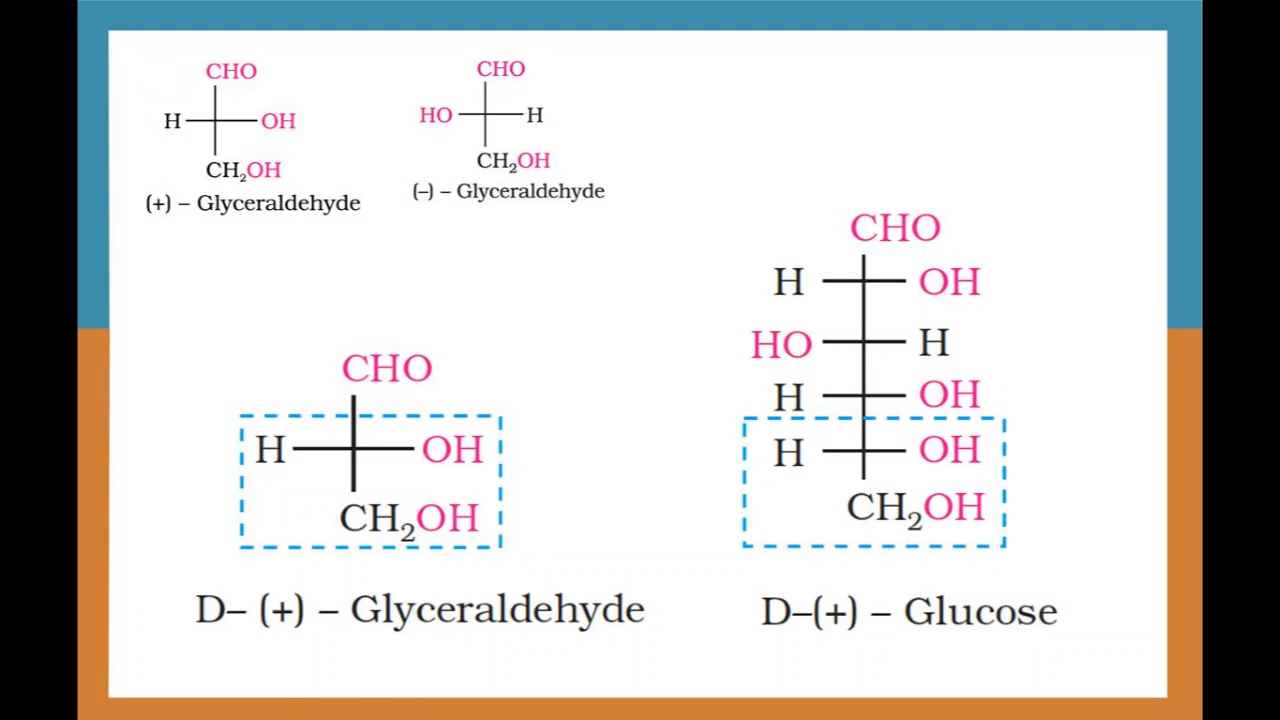 CHO
H OH
CH₂OH
(+) – Glyceraldehyde
CHO
HO H
CH₂OH
(–) – Glyceraldehyde
CHO
H OH
CH₂OH
D– (+) – Glyceraldehyde
CHO
H OH
HO H
H OH
H OH
CH₂OH
D–(+) – Glucose